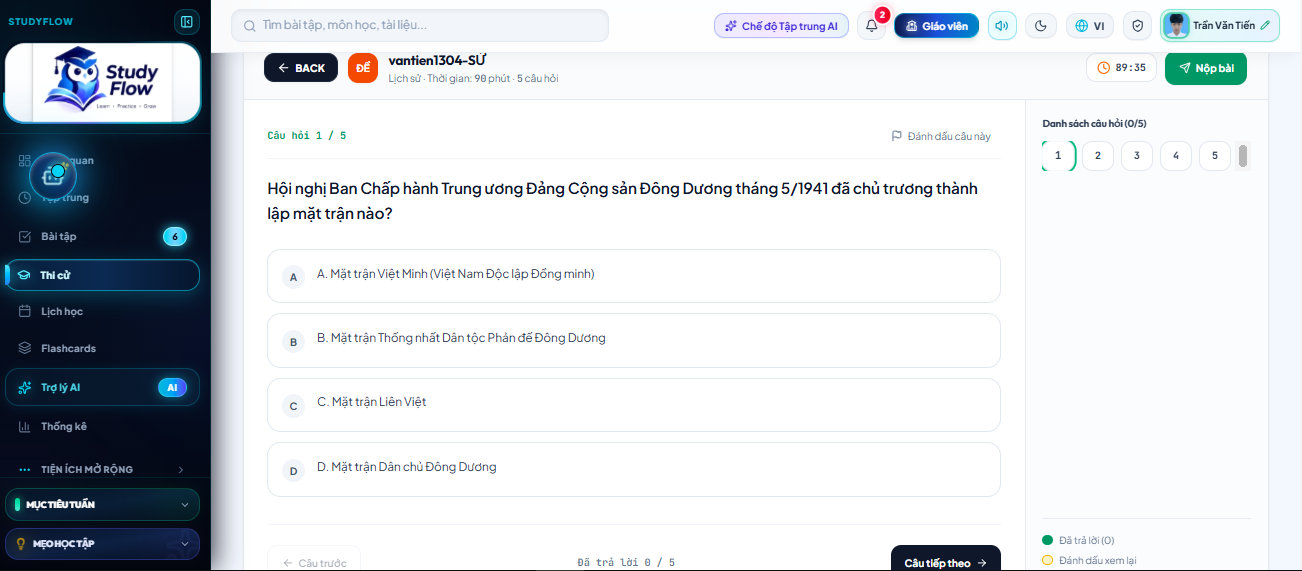 STUDYFLOW
Study
Flow
Learn • Practice • Grow
quan
Tập trung
Bài tập
6
Thi cử
Lịch học
Flashcards
Trợ lý AI
AI
Thống kê
TIỆN ÍCH MỞ RỘNG
MỤC TIÊU TUẦN
MẸO HỌC TẬP
Tìm bài tập, môn học, tài liệu...
Chế độ Tập trung AI
2
Giáo viên
VI
Trần Văn Tiến
BACK
ĐỀ
vantien1304-SỬ
Lịch sử · Thời gian: 90 phút · 5 câu hỏi
89:35
Nộp bài
Câu hỏi 1 / 5
Đánh dấu câu này
Hội nghị Ban Chấp hành Trung ương Đảng Cộng sản Đông Dương tháng 5/1941 đã chủ trương thành
lập mặt trận nào?
A A. Mặt trận Việt Minh (Việt Nam Độc lập Đồng minh)
B B. Mặt trận Thống nhất Dân tộc Phản đế Đông Dương
C C. Mặt trận Liên Việt
D D. Mặt trận Dân chủ Đông Dương
← Câu trước
Đã trả lời 0 / 5
Câu tiếp theo →
Danh sách câu hỏi (0/5)
1 2 3 4 5
Đã trả lời (0)
Đánh dấu xem lại